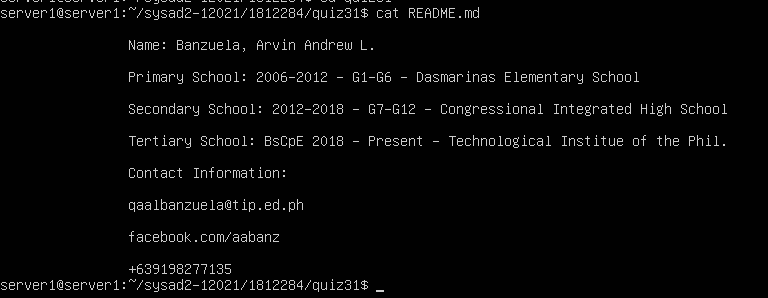 server1@server1:~/sysad2-12021/1812284/quiz31$ cat README.md
Name: Banzuela, Arvin Andrew L.
Primary School: 2006-2012 - G1-G6 - Dasmarinas Elementary School
Secondary School: 2012-2018 - G7-G12 - Congressional Integrated High School
Tertiary School: BsCpE 2018 - Present - Technological Institue of the Phil.
Contact Information:
qaalbanzuela@tip.ed.ph
facebook.com/aabanz
+639198277135
server1@server1:~/sysad2-12021/1812284/quiz31$ _